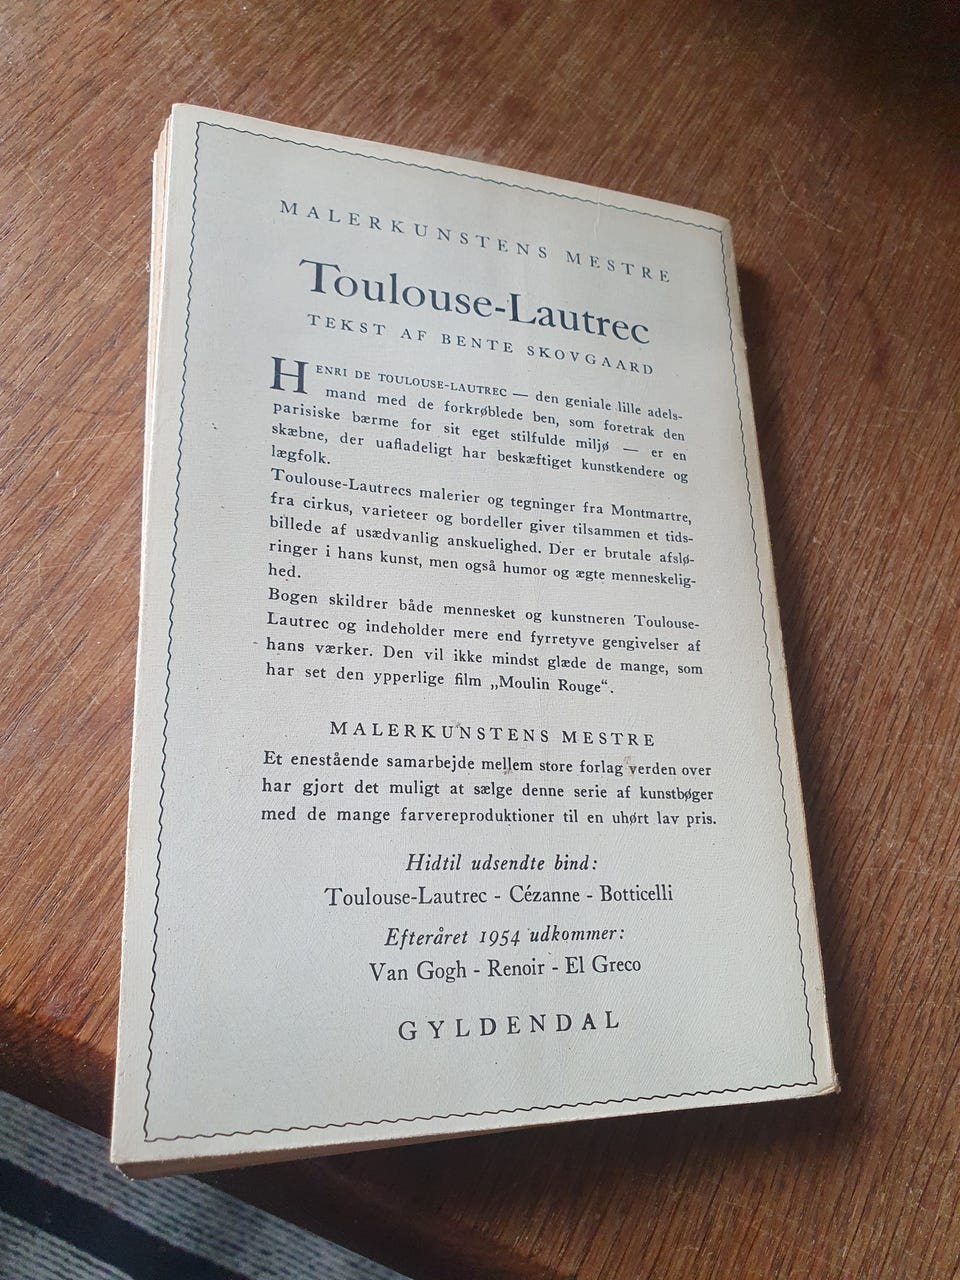 MALERKUNSTENS MESTRE
Toulouse-Lautrec
TEKST AF BENTE SKOVGAARD
HENRI DE TOULOUSE-LAUTREC — den geniale lille adels-
mand med de forkrøblede ben, som foretrak den
parisiske bærme for sit eget stilfulde miljø — er en
skæbne, der uafladeligt har beskæftiget kunstkendere og
lægfolk.
Toulouse-Lautrecs malerier og tegninger fra Montmartre,
fra cirkus, varieteer og bordeller giver tilsammen et tids-
billede af usædvanlig anskuelighed. Der er brutale afslø-
ringer i hans kunst, men også humor og ægte menneskelig-
hed.
Bogen skildrer både mennesket og kunstneren Toulouse-
Lautrec og indeholder mere end fyrretyve gengivelser af
hans værker. Den vil ikke mindst glæde de mange, som
har set den ypperlige film „Moulin Rouge“.
MALERKUNSTENS MESTRE
Et enestående samarbejde mellem store forlag verden over
har gjort det muligt at sælge denne serie af kunstbøger
med de mange farvereproduktioner til en uhørt lav pris.
Hidtil udsendte bind:
Toulouse-Lautrec - Cézanne - Botticelli
Efteråret 1954 udkommer:
Van Gogh - Renoir - El Greco
GYLDENDAL